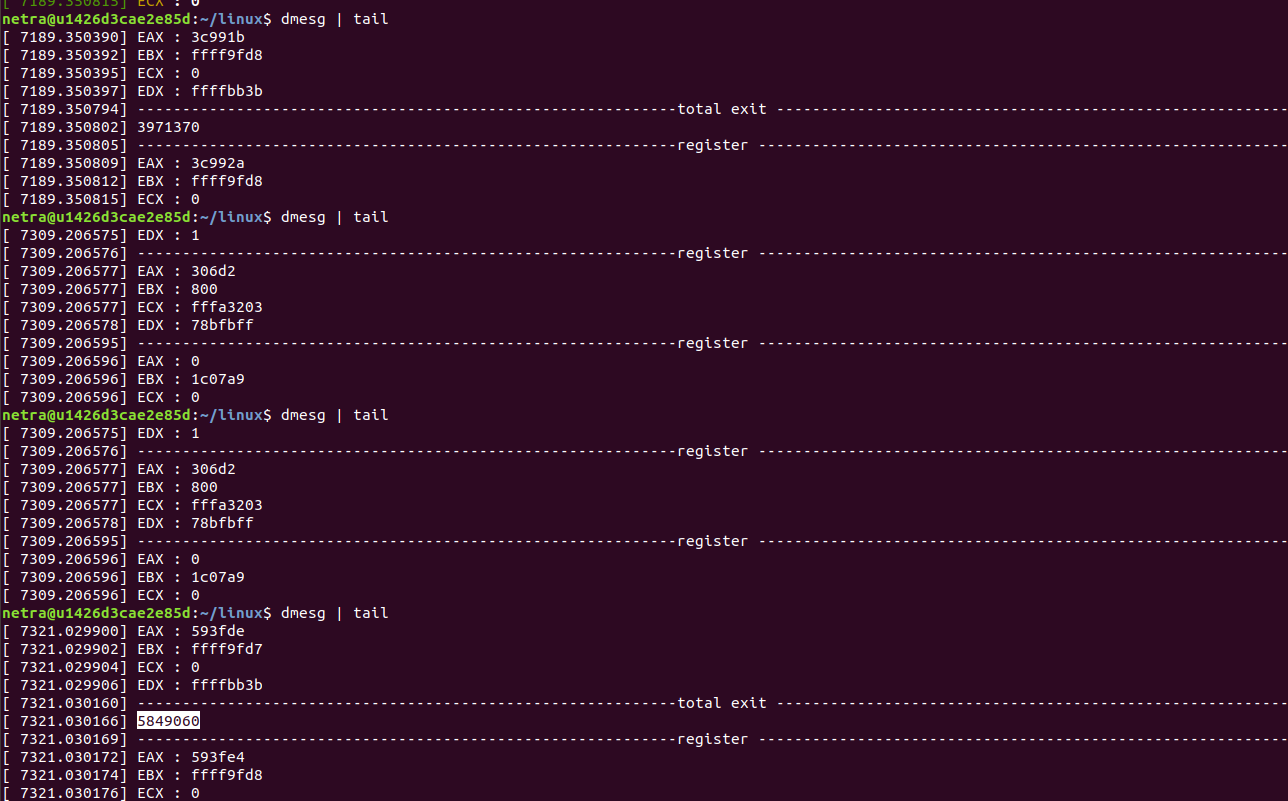 [ 7189.350815] ECX : 0
netra@u1426d3cae2e85d:~/linux$ dmesg | tail
[ 7189.350390] EAX : 3c991b
[ 7189.350392] EBX : ffff9fd8
[ 7189.350395] ECX : 0
[ 7189.350397] EDX : ffffbb3b
[ 7189.350794] ------------------------------------------------------------total exit ---------------------------------------------------------
[ 7189.350802] 3971370
[ 7189.350805] ------------------------------------------------------------register -----------------------------------------------------------
[ 7189.350809] EAX : 3c992a
[ 7189.350812] EBX : ffff9fd8
[ 7189.350815] ECX : 0
netra@u1426d3cae2e85d:~/linux$ dmesg | tail
[ 7309.206575] EDX : 1
[ 7309.206576] ------------------------------------------------------------register -----------------------------------------------------------
[ 7309.206577] EAX : 306d2
[ 7309.206577] EBX : 800
[ 7309.206577] ECX : fffa3203
[ 7309.206578] EDX : 78bfbff
[ 7309.206595] ------------------------------------------------------------register -----------------------------------------------------------
[ 7309.206596] EAX : 0
[ 7309.206596] EBX : 1c07a9
[ 7309.206596] ECX : 0
netra@u1426d3cae2e85d:~/linux$ dmesg | tail
[ 7309.206575] EDX : 1
[ 7309.206576] ------------------------------------------------------------register -----------------------------------------------------------
[ 7309.206577] EAX : 306d2
[ 7309.206577] EBX : 800
[ 7309.206577] ECX : fffa3203
[ 7309.206578] EDX : 78bfbff
[ 7309.206595] ------------------------------------------------------------register -----------------------------------------------------------
[ 7309.206596] EAX : 0
[ 7309.206596] EBX : 1c07a9
[ 7309.206596] ECX : 0
netra@u1426d3cae2e85d:~/linux$ dmesg | tail
[ 7321.029900] EAX : 593fde
[ 7321.029902] EBX : ffff9fd7
[ 7321.029904] ECX : 0
[ 7321.029906] EDX : ffffbb3b
[ 7321.030160] ------------------------------------------------------------total exit ---------------------------------------------------------
[ 7321.030166] 5849060
[ 7321.030169] ------------------------------------------------------------register -----------------------------------------------------------
[ 7321.030172] EAX : 593fe4
[ 7321.030174] EBX : ffff9fd8
[ 7321.030176] ECX : 0